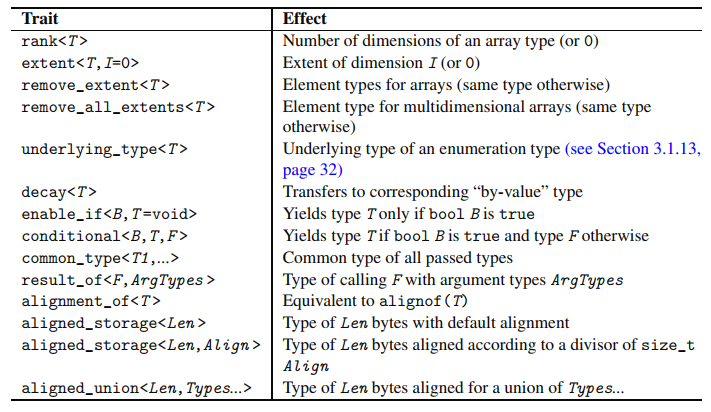 Trait Effect
rank<T> Number of dimensions of an array type (or 0)
extent<T,I=0> Extent of dimension I (or 0)
remove_extent<T> Element types for arrays (same type otherwise)
remove_all_extents<T> Element type for multidimensional arrays (same type
otherwise)
underlying_type<T> Underlying type of an enumeration type (see Section 3.1.13,
page 32)
decay<T> Transfers to corresponding “by-value” type
enable_if<B,T=void> Yields type T only if bool B is true
conditional<B,T,F> Yields type T if bool B is true and type F otherwise
common_type<T1,...> Common type of all passed types
result_of<F,ArgTypes> Type of calling F with argument types ArgTypes
alignment_of<T> Equivalent to alignof(T)
aligned_storage<Len> Type of Len bytes with default alignment
aligned_storage<Len,Align> Type of Len bytes aligned according to a divisor of size_t
Align
aligned_union<Len,Types...> Type of Len bytes aligned for a union of Types...